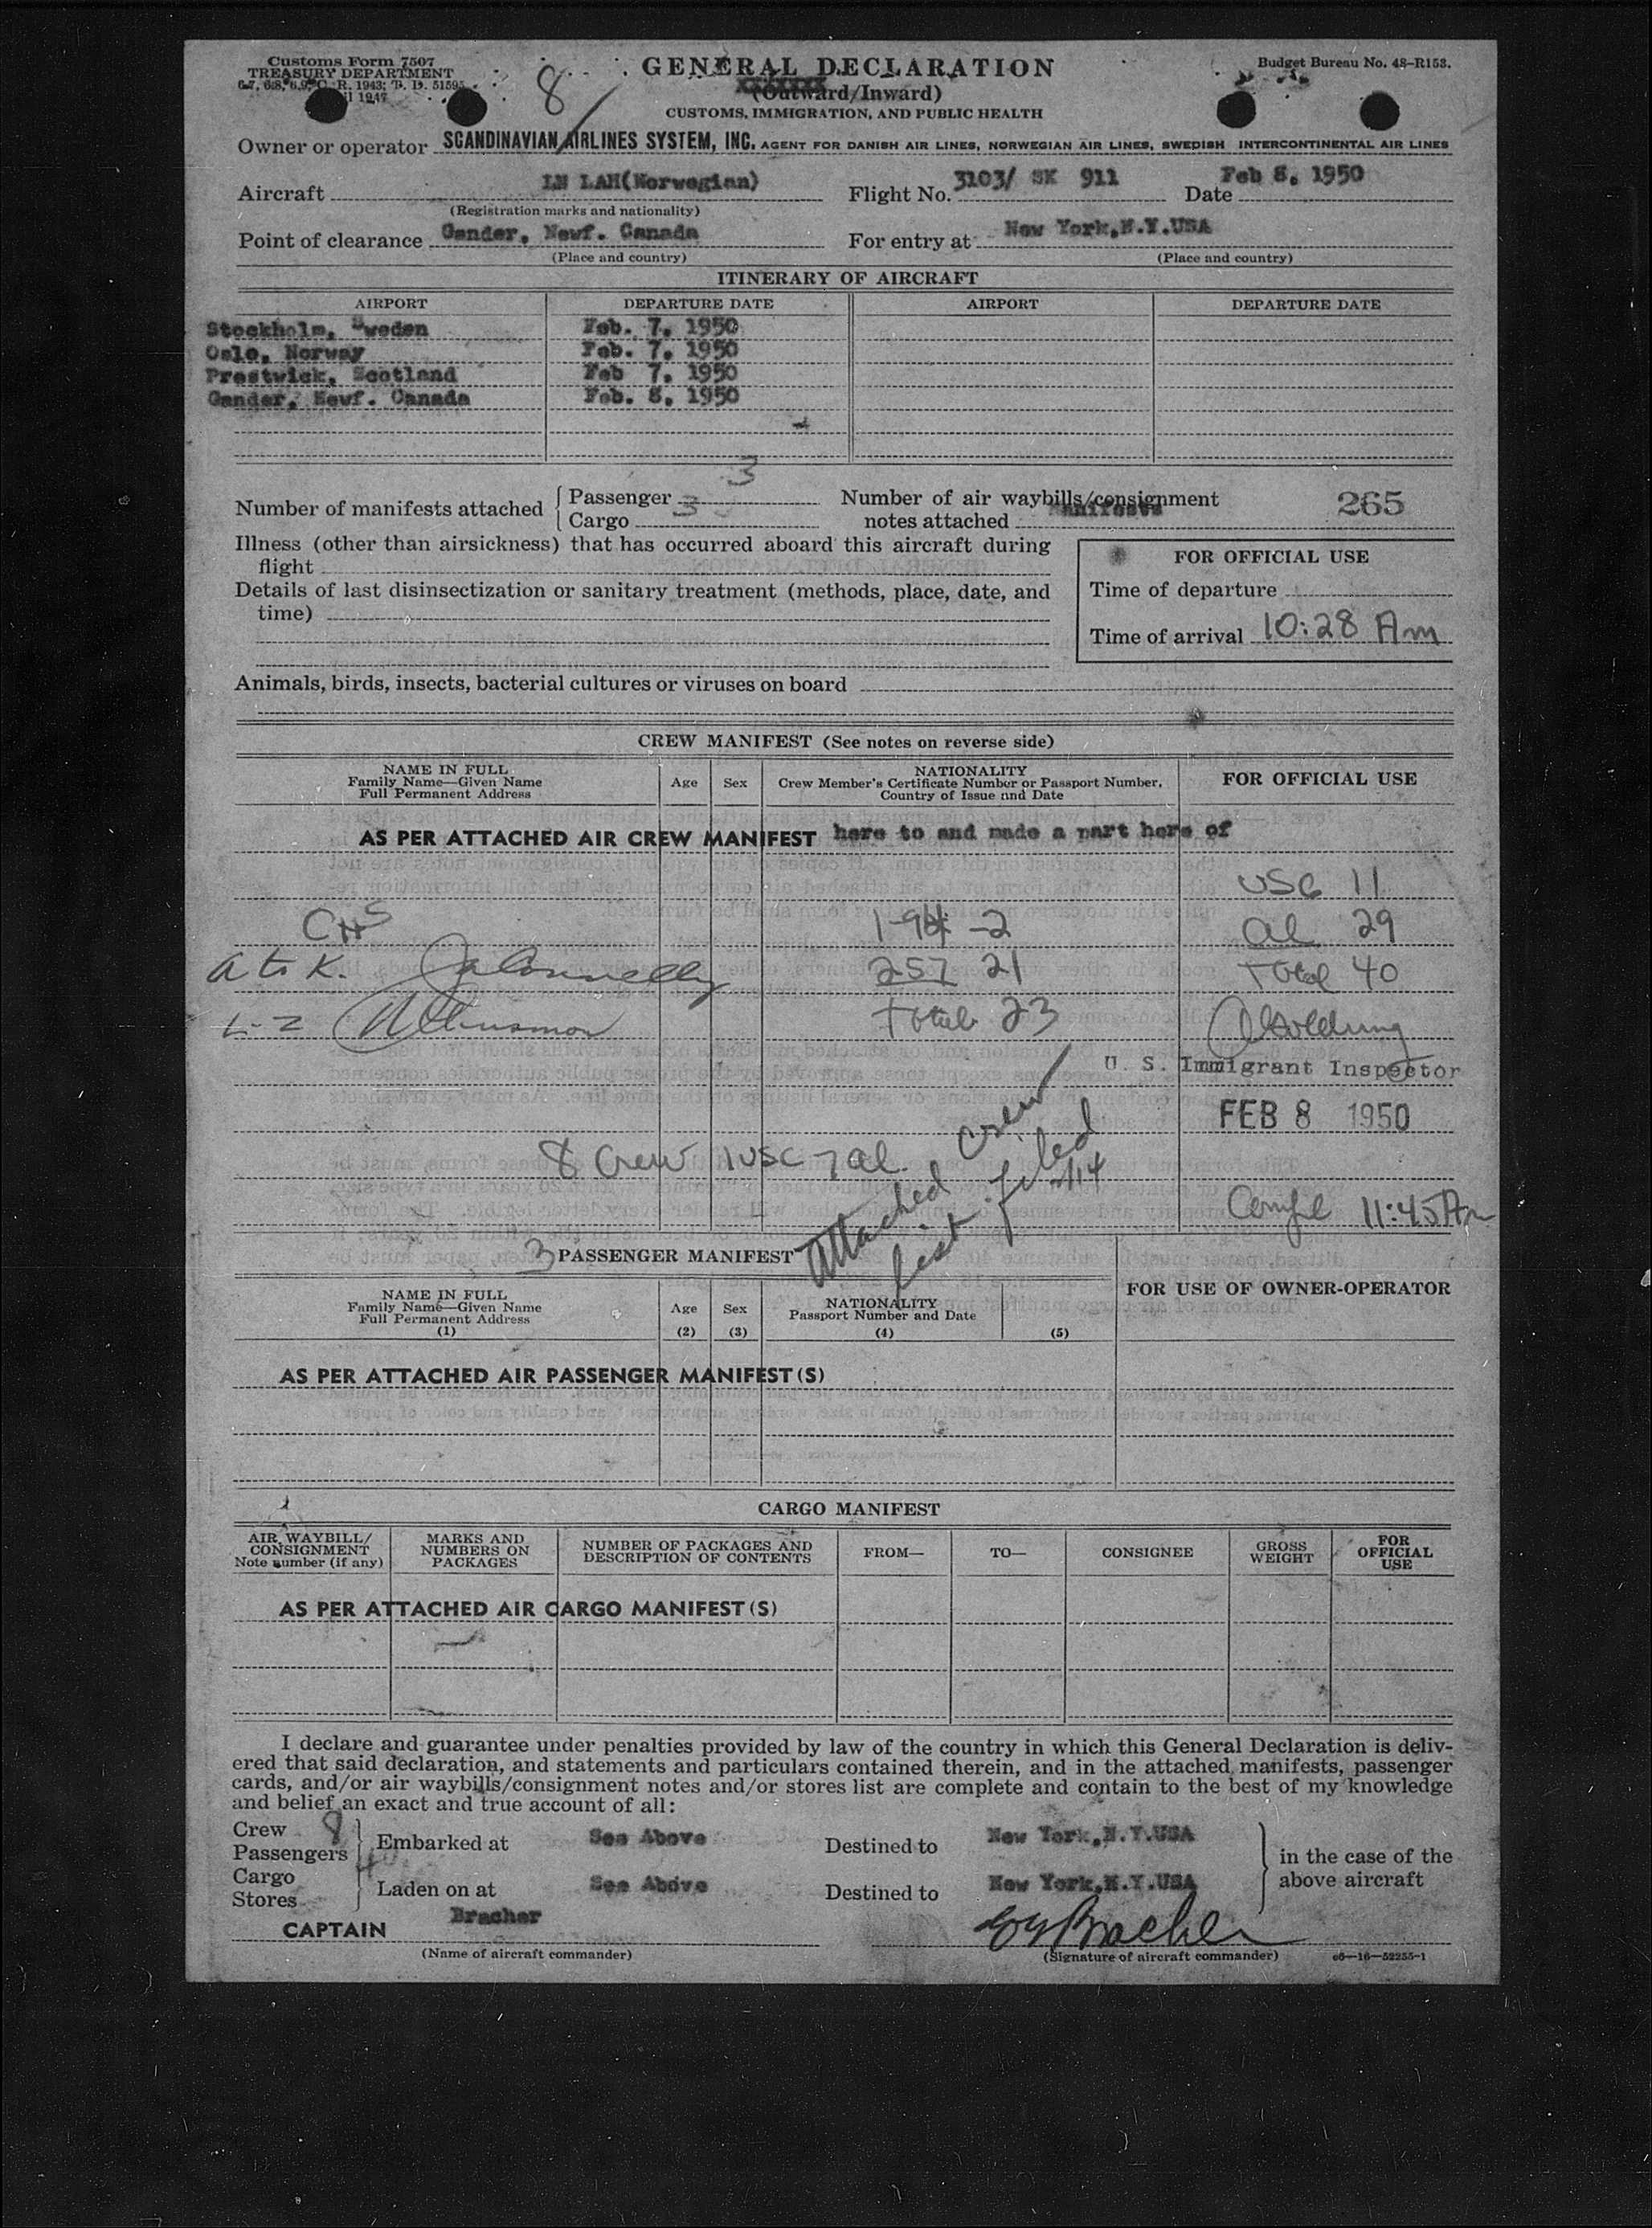 Customs Form 7507
TREASURY DEPARTMENT
8
GENERAL DECLARATION
(Outward/Inward)
CUSTOMS, IMMIGRATION, AND PUBLIC HEALTH
Budget Bureau No. 48-R153.
Owner or operator SCANDINAVIAN AIRLINES SYSTEM, INC. AGENT FOR DANISH AIR LINES, NORWEGIAN AIR LINES, SWEDISH INTERCONTINENTAL AIR LINES
Aircraft LN LAH(Norwegian) Flight No. 3103/ SK 911 Date Feb 8, 1950
(Registration marks and nationality)
Point of clearance Gander, Newf. Canada For entry at New York,N.Y.USA
(Place and country) (Place and country)
ITINERARY OF AIRCRAFT
AIRPORT DEPARTURE DATE AIRPORT DEPARTURE DATE
Stockholm, Sweden Feb. 7, 1950
Oslo, Norway Feb. 7, 1950
Prestwick, Scotland Feb 7, 1950
Gander, Newf. Canada Feb. 8, 1950
3
Number of manifests attached Passenger 3 Number of air waybills/consignment 265
Cargo notes attached Manifests
Illness (other than airsickness) that has occurred aboard this aircraft during
flight
Details of last disinsectization or sanitary treatment (methods, place, date, and
time)
FOR OFFICIAL USE
Time of departure
Time of arrival 10:28 Am
Animals, birds, insects, bacterial cultures or viruses on board
CREW MANIFEST (See notes on reverse side)
NAME IN FULL
Family Name—Given Name
Full Permanent Address
Age Sex
NATIONALITY
Crew Member's Certificate Number or Passport Number,
Country of Issue and Date
FOR OFFICIAL USE
AS PER ATTACHED AIR CREW MANIFEST here to and made a part here of
USC 11
1-94 -2 al 29
A to K. 257 21 Total 40
L-Z Total 23
U. S. Immigrant Inspector
FEB 8 1950
8 Crew 1 USC 7 al.
Attached crew
list filed
2/14
Compl 11:45 Am
3 PASSENGER MANIFEST
FOR USE OF OWNER-OPERATOR
NAME IN FULL
Family Name—Given Name
Full Permanent Address
(1)
Age
(2)
Sex
(3)
NATIONALITY
Passport Number and Date
(4)
(5)
AS PER ATTACHED AIR PASSENGER MANIFEST(S)
CARGO MANIFEST
AIR WAYBILL/
CONSIGNMENT
Note number (if any)
MARKS AND
NUMBERS ON
PACKAGES
NUMBER OF PACKAGES AND
DESCRIPTION OF CONTENTS
FROM— TO— CONSIGNEE
GROSS
WEIGHT
FOR
OFFICIAL
USE
AS PER ATTACHED AIR CARGO MANIFEST(S)
I declare and guarantee under penalties provided by law of the country in which this General Declaration is deliv-
ered that said declaration, and statements and particulars contained therein, and in the attached manifests, passenger
cards, and/or air waybills/consignment notes and/or stores list are complete and contain to the best of my knowledge
and belief an exact and true account of all:
Crew 8
Passengers 40
Embarked at See Above Destined to New York,N.Y.USA
Cargo
Stores
Laden on at See Above Destined to New York,N.Y.USA
in the case of the
above aircraft
CAPTAIN Bracher
(Name of aircraft commander) (Signature of aircraft commander) c6—16—52255-1